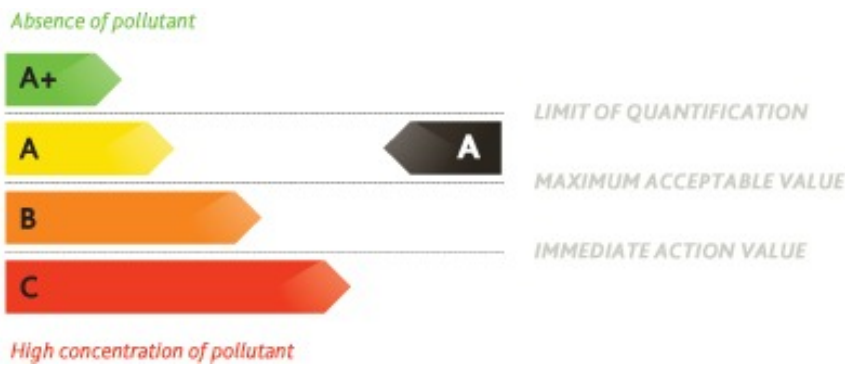 Absence of pollutant
A+
LIMIT OF QUANTIFICATION
A
A
MAXIMUM ACCEPTABLE VALUE
B
IMMEDIATE ACTION VALUE
C
High concentration of pollutant